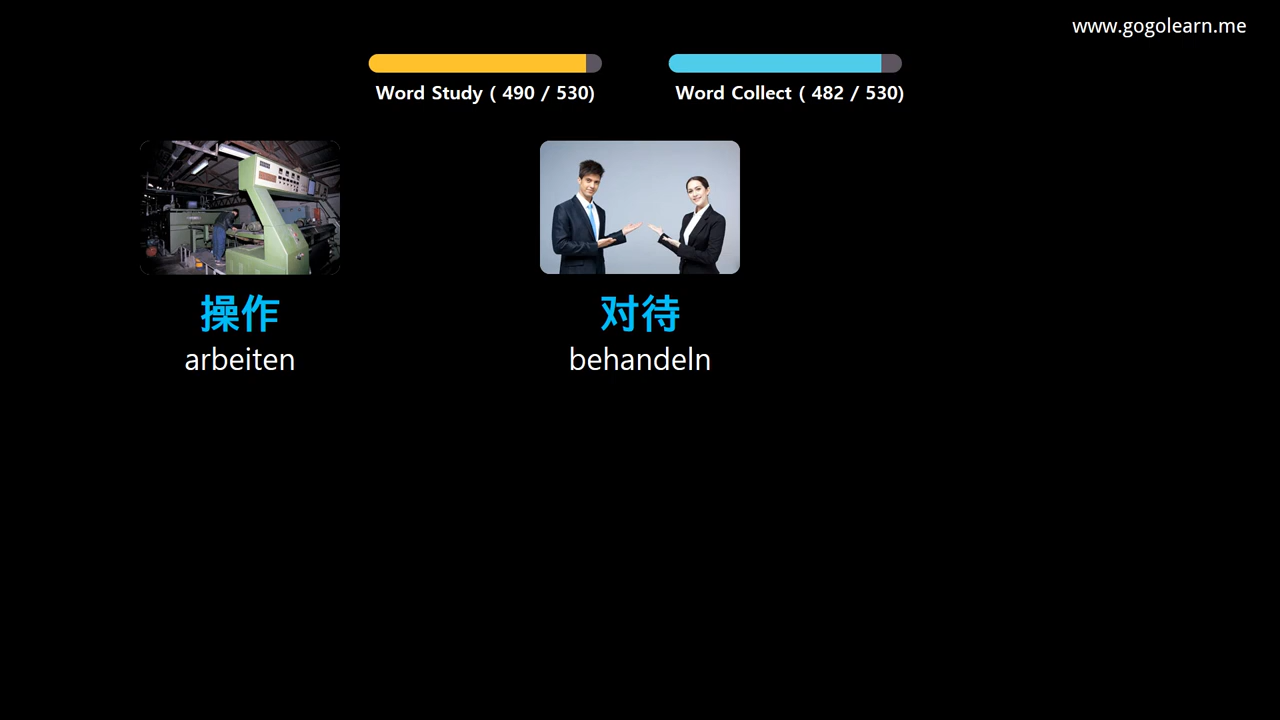 www.gogolearn.me
Word Study ( 490 / 530)
Word Collect ( 482 / 530)
操作
arbeiten
对待
behandeln